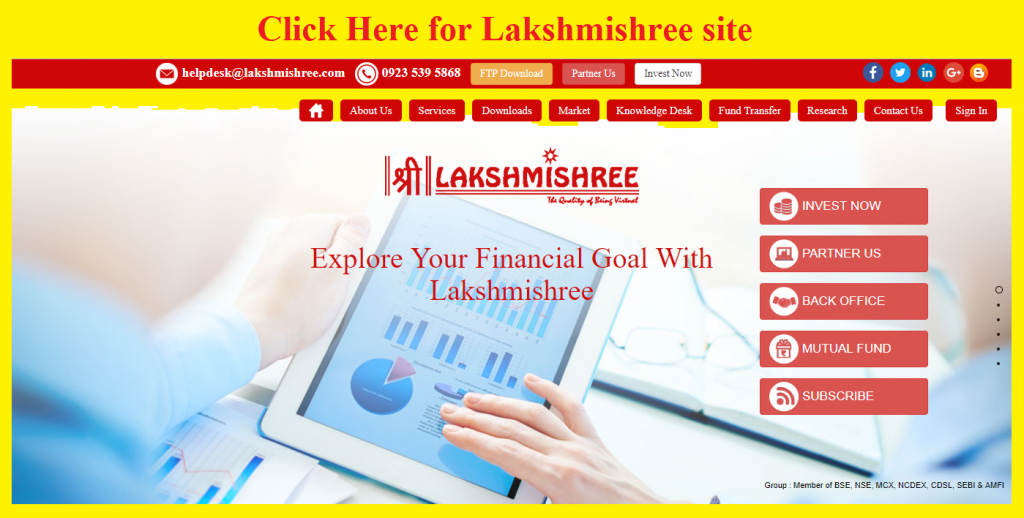 Click Here for Lakshmishree site
helpdesk@lakshmishree.com 0923 539 5868 FTP Download Partner Us Invest Now
About Us Services Downloads Market Knowledge Desk Fund Transfer Research Contact Us Sign In
श्री LAKSHMISHREE
The Quality of Being Virtual
Explore Your Financial Goal With
Lakshmishree
INVEST NOW
PARTNER US
BACK OFFICE
MUTUAL FUND
SUBSCRIBE
Group : Member of BSE, NSE, MCX, NCDEX, CDSL, SEBI & AMFI